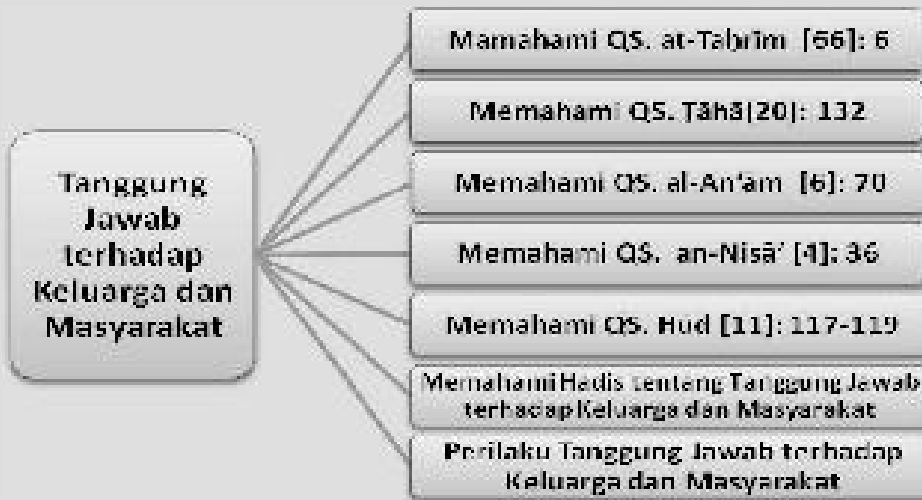 Tanggung
Jawab
terhadap
Keluarga dan
Masyarakat
Mamahami QS. at-Tahrīm [66]: 6
Memahami QS. Ṭāhā(20): 132
Memahami QS. al-An'ām [6]: 70
Memahami QS. an-Nisā' [4]: 36
Memahami QS. Hud [11]: 117-119
Memahami Hadis tentang Tanggung Jawab
terhadap Keluarga dan Masyarakat
Perilaku Tanggung Jawab terhadap
Keluarga dan Masyarakat